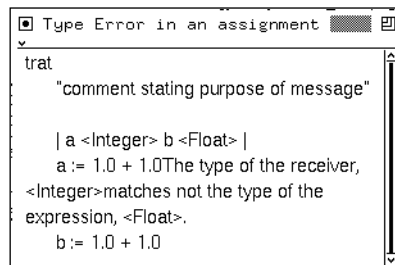 Type Error in an assignment
trat
"comment stating purpose of message"
| a <Integer> b <Float> |
a := 1.0 + 1.0The type of the receiver,
<Integer>matches not the type of the
expression, <Float>.
b := 1.0 + 1.0